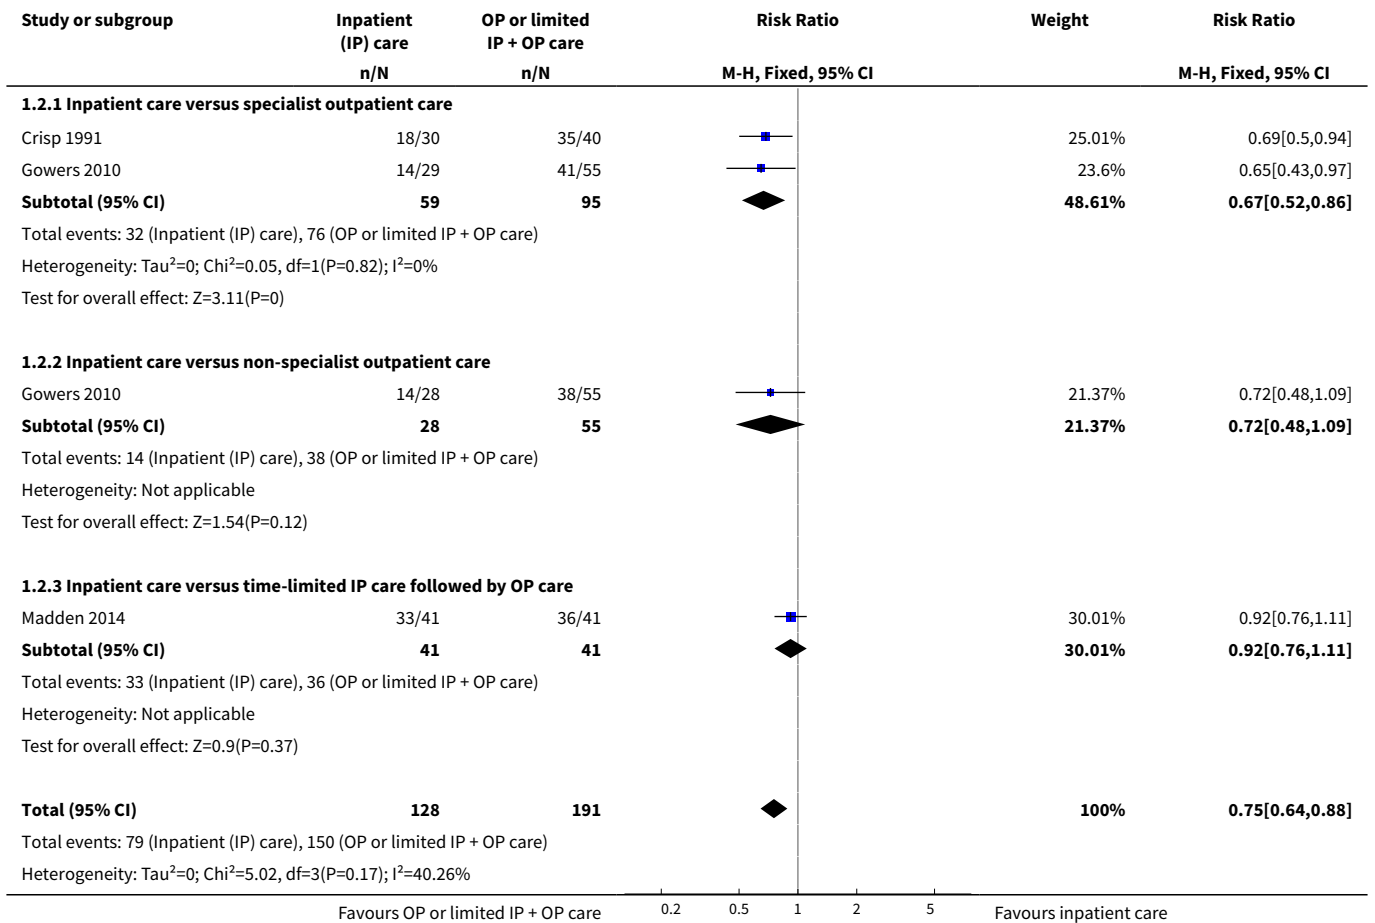 Study or subgroup Inpatient (IP) care OP or limited IP + OP care Risk Ratio Weight Risk Ratio
n/N n/N M-H, Fixed, 95% CI M-H, Fixed, 95% CI
1.2.1 Inpatient care versus specialist outpatient care
Crisp 1991 18/30 35/40 25.01% 0.69[0.5,0.94]
Gowers 2010 14/29 41/55 23.6% 0.65[0.43,0.97]
Subtotal (95% CI) 59 95 48.61% 0.67[0.52,0.86]
Total events: 32 (Inpatient (IP) care), 76 (OP or limited IP + OP care)
Heterogeneity: Tau²=0; Chi²=0.05, df=1(P=0.82); I²=0%
Test for overall effect: Z=3.11(P=0)
1.2.2 Inpatient care versus non-specialist outpatient care
Gowers 2010 14/28 38/55 21.37% 0.72[0.48,1.09]
Subtotal (95% CI) 28 55 21.37% 0.72[0.48,1.09]
Total events: 14 (Inpatient (IP) care), 38 (OP or limited IP + OP care)
Heterogeneity: Not applicable
Test for overall effect: Z=1.54(P=0.12)
1.2.3 Inpatient care versus time-limited IP care followed by OP care
Madden 2014 33/41 36/41 30.01% 0.92[0.76,1.11]
Subtotal (95% CI) 41 41 30.01% 0.92[0.76,1.11]
Total events: 33 (Inpatient (IP) care), 36 (OP or limited IP + OP care)
Heterogeneity: Not applicable
Test for overall effect: Z=0.9(P=0.37)
Total (95% CI) 128 191 100% 0.75[0.64,0.88]
Total events: 79 (Inpatient (IP) care), 150 (OP or limited IP + OP care)
Heterogeneity: Tau²=0; Chi²=5.02, df=3(P=0.17); I²=40.26%
Favours OP or limited IP + OP care 0.2 0.5 1 2 5 Favours inpatient care